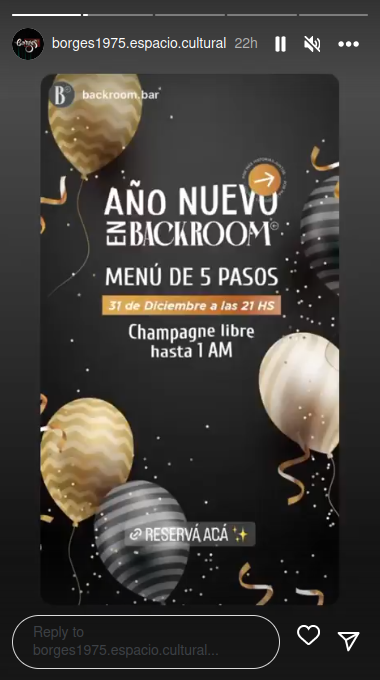 Borges
borges1975.espacio.cultural 22h
B backroom.bar
AÑO NUEVO
EN BACKROOM®
MENÚ DE 5 PASOS
31 de Diciembre a las 21 HS
Champagne libre
hasta 1 AM
RESERVÁ ACÁ
Reply to
borges1975.espacio.cultural...